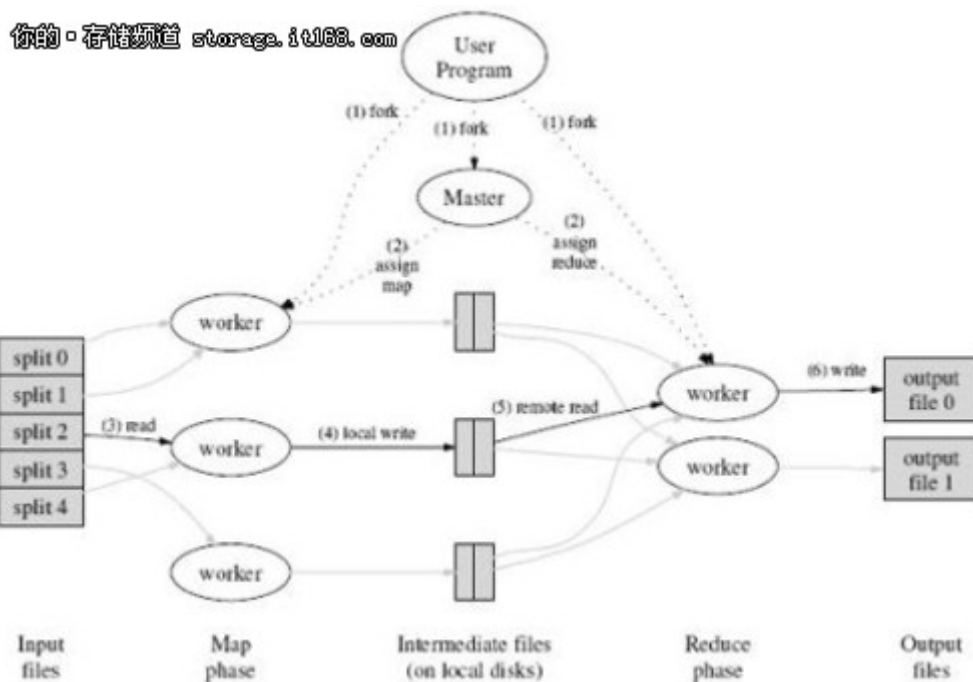 你的·存储频道 storage.it168.com
User
Program
(1) fork
(1) fork
(1) fork
Master
(2)
assign
map
(2)
assign
reduce
worker
split 0
split 1
split 2
split 3
split 4
(3) read
worker
(4) local write
(5) remote read
worker
(6) write
output
file 0
worker
output
file 1
worker
Input
files
Map
phase
Intermediate files
(on local disks)
Reduce
phase
Output
files